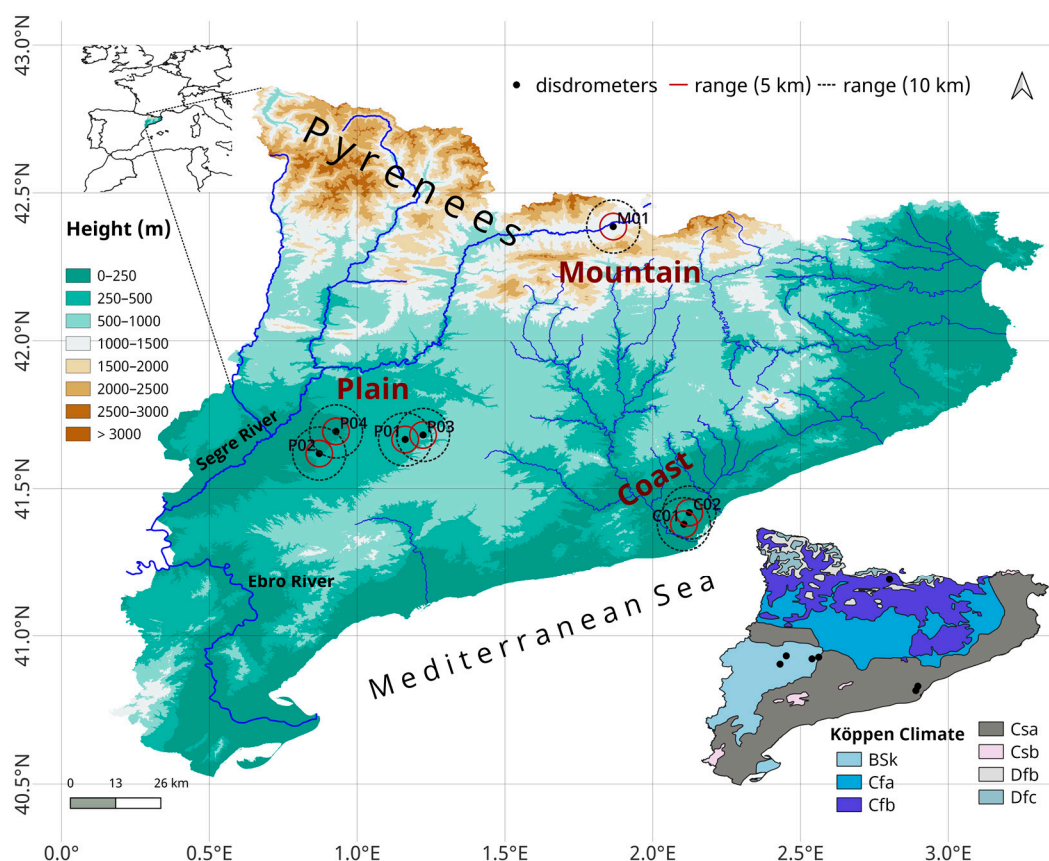 43.0°N
42.5°N
42.0°N
41.5°N
41.0°N
40.5°N
disdrometers
range (5 km)
range (10 km)
Pyrenees
Height (m)
0–250
250–500
500–1000
1000–1500
1500–2000
2000–2500
2500–3000
> 3000
M01
Mountain
Plain
P04
P02
P01
P03
Segre River
Coast
C01
C02
Ebro River
Mediterranean Sea
Köppen Climate
BSk
Cfa
Cfb
Csa
Csb
Dfb
Dfc
0 13 26 km
0.0° 0.5°E 1.0°E 1.5°E 2.0°E 2.5°E 3.0°E